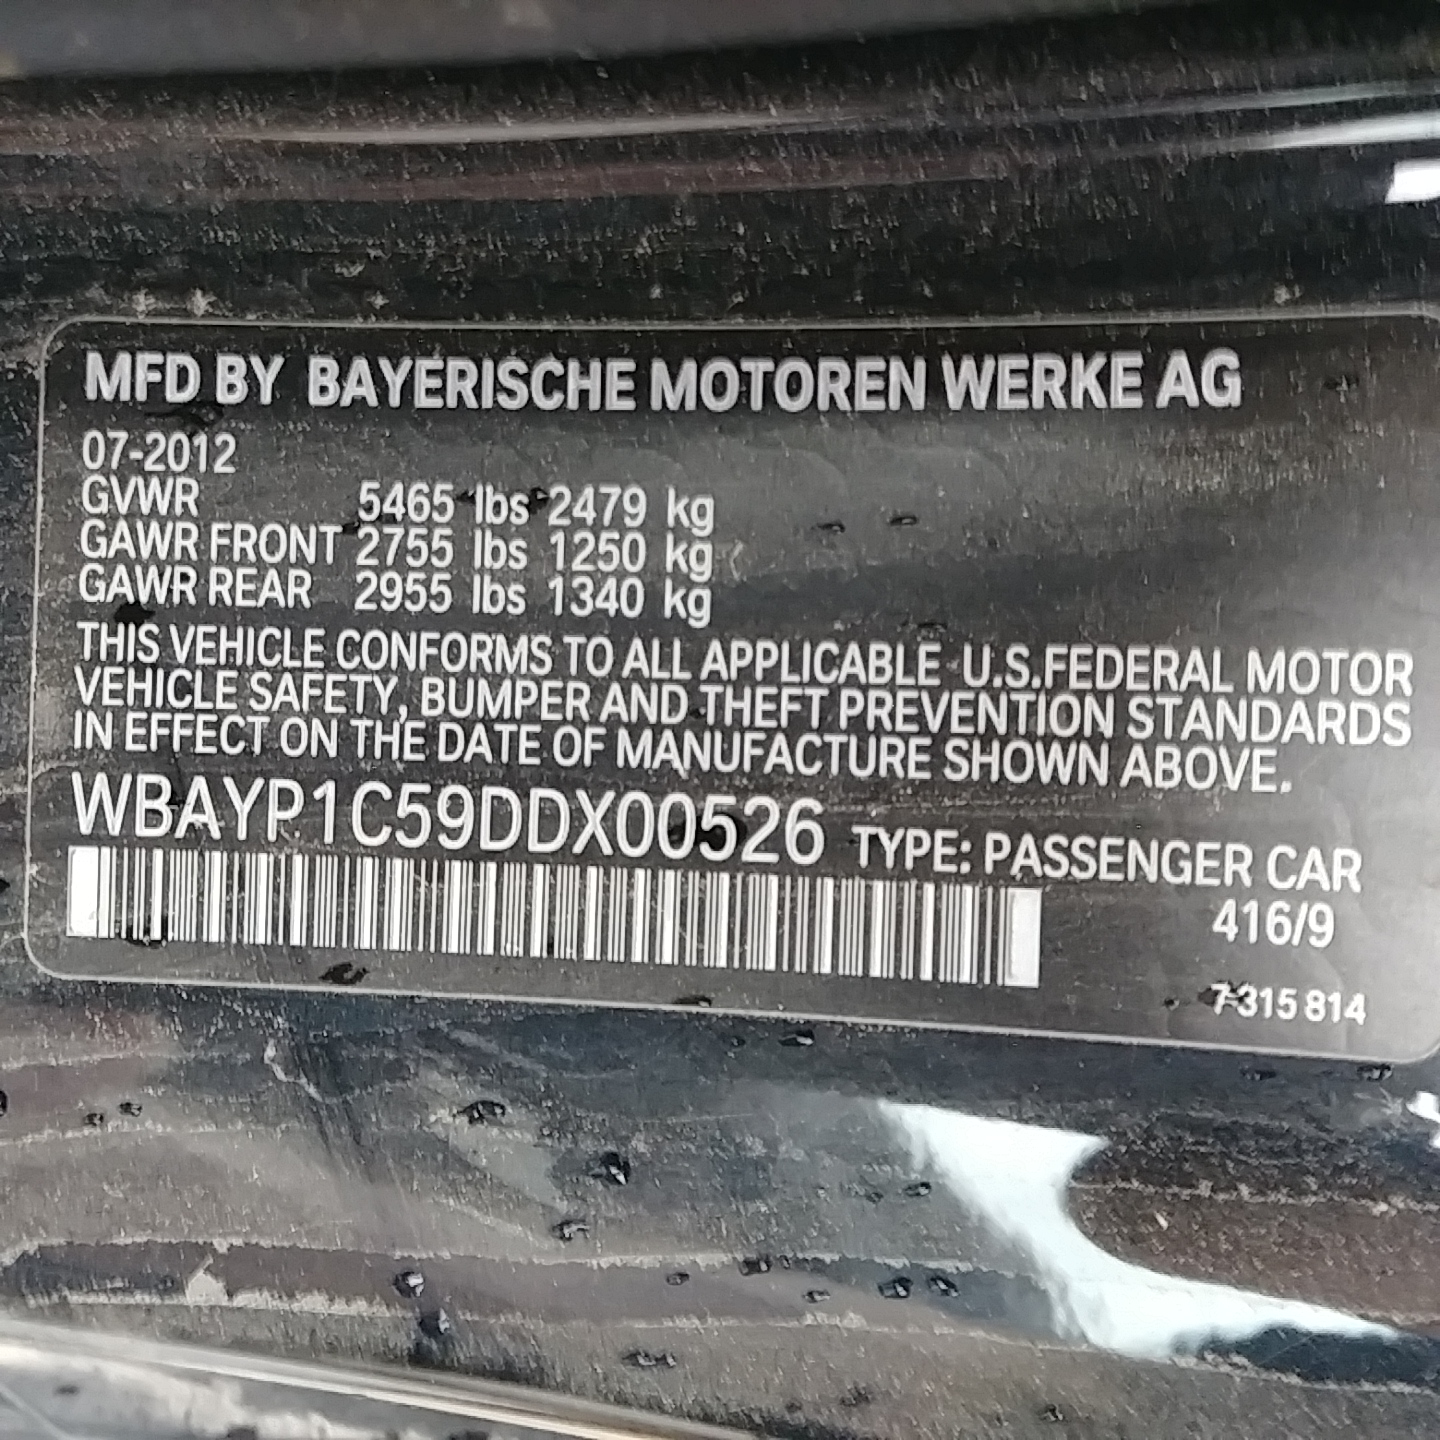 MFD BY BAYERISCHE MOTOREN WERKE AG
07-2012
GVWR 5465 lbs 2479 kg
GAWR FRONT 2755 lbs 1250 kg
GAWR REAR 2955 lbs 1340 kg
THIS VEHICLE CONFORMS TO ALL APPLICABLE U.S.FEDERAL MOTOR
VEHICLE SAFETY, BUMPER AND THEFT PREVENTION STANDARDS
IN EFFECT ON THE DATE OF MANUFACTURE SHOWN ABOVE.
WBAYP1C59DDX00526 TYPE: PASSENGER CAR
416/9
7 315 814